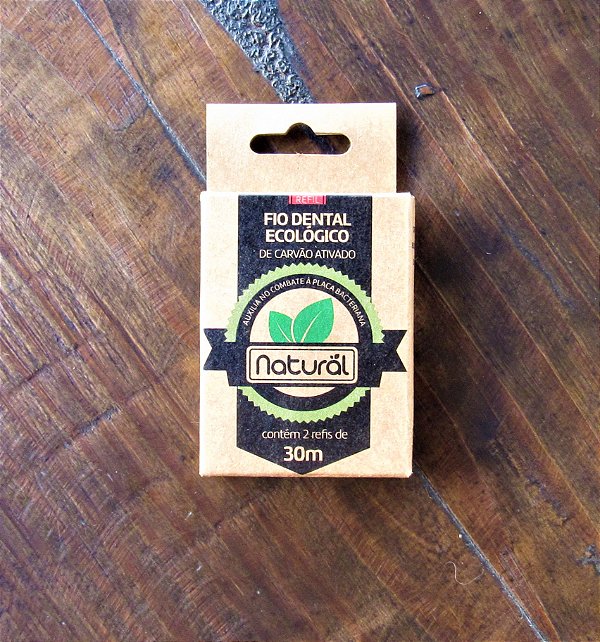 REFIL
FIO DENTAL
ECOLÓGICO
DE CARVÃO ATIVADO
AUXILIA NO COMBATE À PLACA BACTERIANA
Naturäl
contém 2 refis de
30m